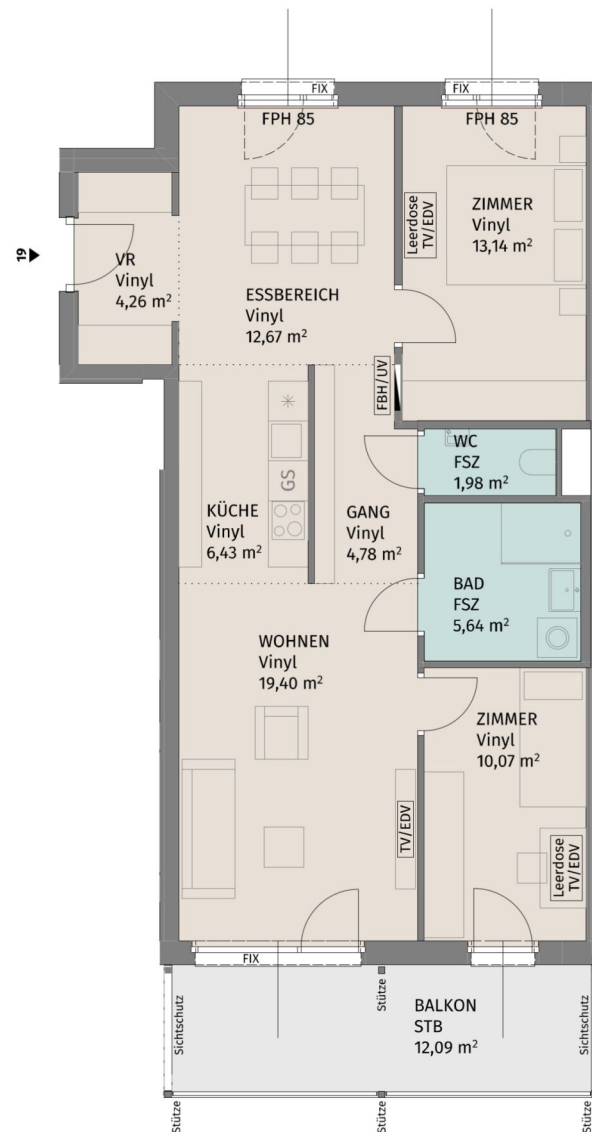 FIX
FIX
FPH 85
FPH 85
Leerdose
TV/EDV
ZIMMER
Vinyl
13,14 m²
19
VR
Vinyl
4,26 m²
ESSBEREICH
Vinyl
12,67 m²
FBH/UV
WC
FSZ
1,98 m²
GS
KÜCHE
Vinyl
6,43 m²
GANG
Vinyl
4,78 m²
BAD
FSZ
5,64 m²
WOHNEN
Vinyl
19,40 m²
ZIMMER
Vinyl
10,07 m²
TV/EDV
Leerdose
TV/EDV
FIX
Sichtschutz
Stütze
BALKON
STB
12,09 m²
Sichtschutz
Stütze
Stütze
Stütze